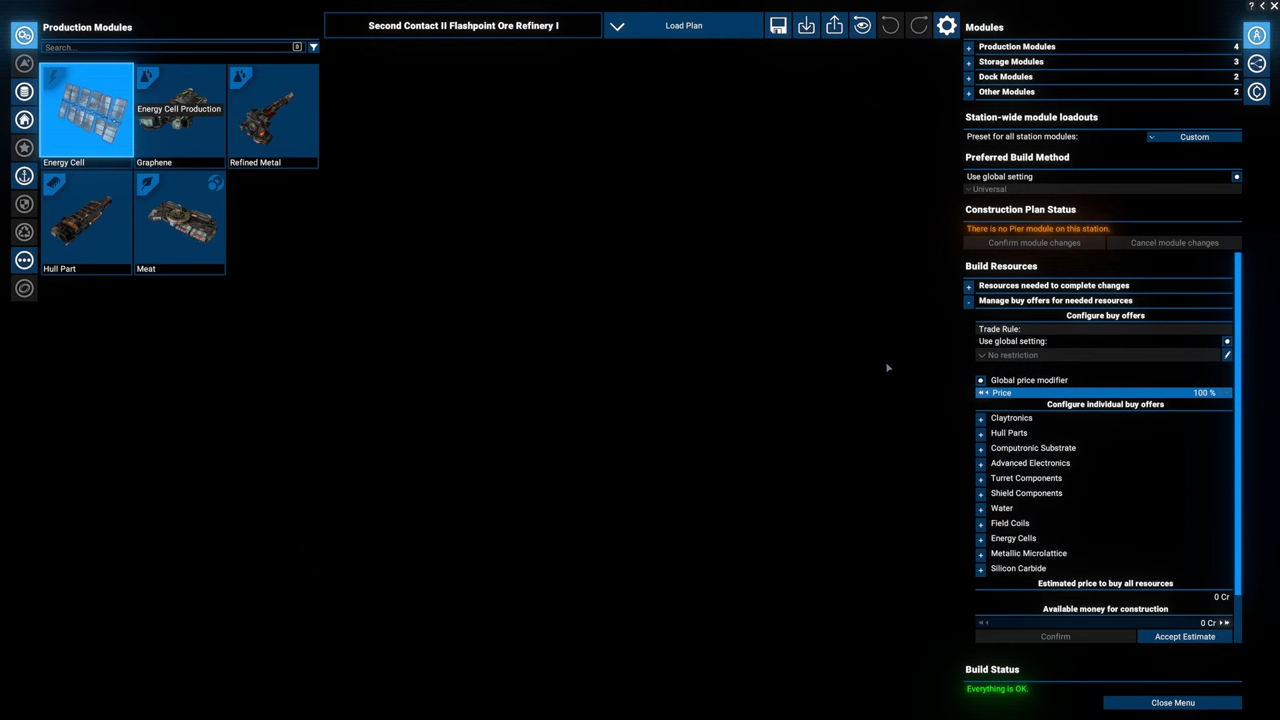 Production Modules
Search...
0
Energy Cell Production
Energy Cell
Graphene
Refined Metal
Hull Part
Meat
Second Contact II Flashpoint Ore Refinery I
Load Plan
? < ×
Modules
+ Production Modules 4
+ Storage Modules 3
+ Dock Modules 2
+ Other Modules 2
Station-wide module loadouts
Preset for all station modules: Custom
Preferred Build Method
Use global setting
Universal
Construction Plan Status
There is no Pier module on this station.
Confirm module changes Cancel module changes
Build Resources
+ Resources needed to complete changes
- Manage buy offers for needed resources
Configure buy offers
Trade Rule:
Use global setting:
No restriction
Global price modifier
Price 100 %
Configure individual buy offers
+ Claytronics
+ Hull Parts
+ Computronic Substrate
+ Advanced Electronics
+ Turret Components
+ Shield Components
+ Water
+ Field Coils
+ Energy Cells
+ Metallic Microlattice
+ Silicon Carbide
Estimated price to buy all resources
0 Cr
Available money for construction
0 Cr
Confirm Accept Estimate
Build Status
Everything is OK.
Close Menu